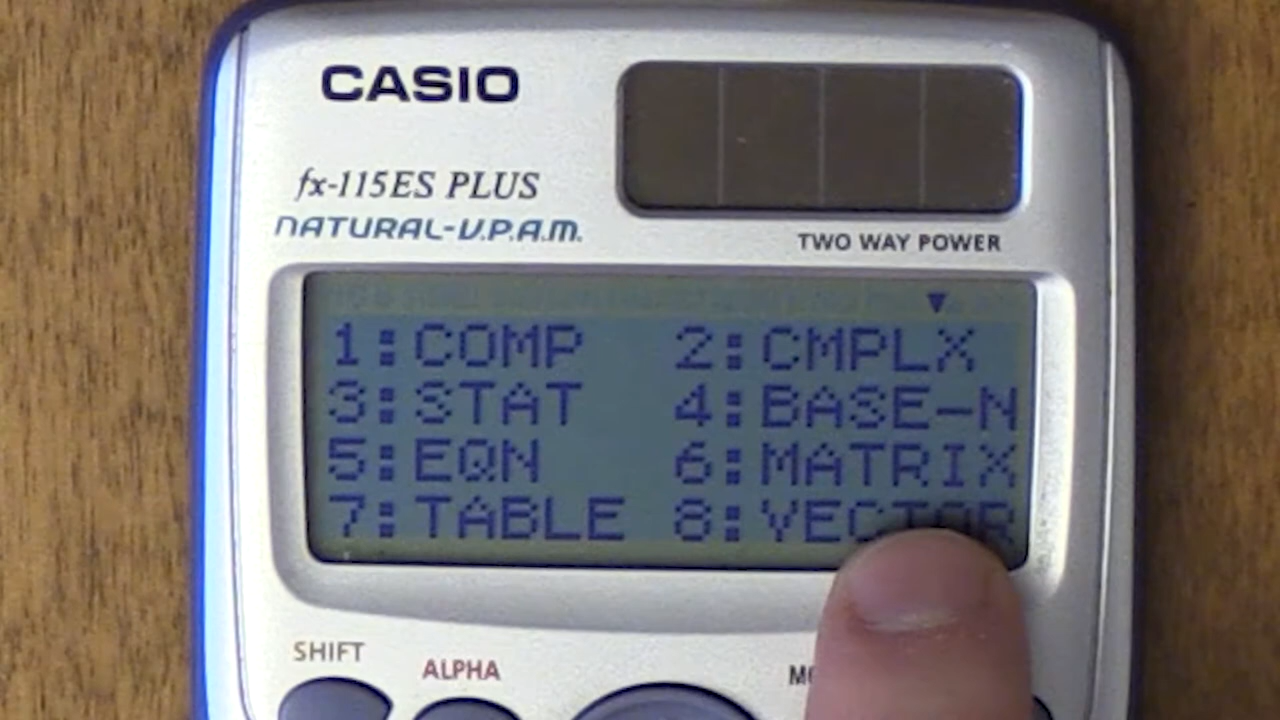 CASIO
fx-115ES PLUS
NATURAL-V.P.A.M.
TWO WAY POWER
▼
1:COMP 2:CMPLX
3:STAT 4:BASE-N
5:EQN 6:MATRIX
7:TABLE 8:VECTOR
SHIFT
ALPHA